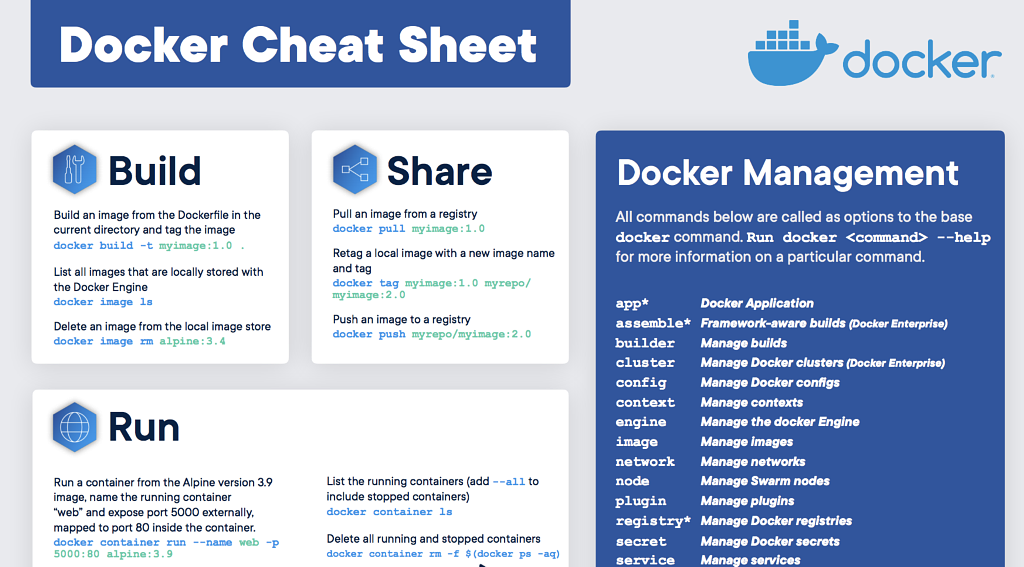 Docker Cheat Sheet
docker
Build
Build an image from the Dockerfile in the
current directory and tag the image
docker build -t myimage:1.0 .
List all images that are locally stored with
the Docker Engine
docker image ls
Delete an image from the local image store
docker image rm alpine:3.4
Share
Pull an image from a registry
docker pull myimage:1.0
Retag a local image with a new image name
and tag
docker tag myimage:1.0 myrepo/
myimage:2.0
Push an image to a registry
docker push myrepo/myimage:2.0
Run
Run a container from the Alpine version 3.9
image, name the running container
“web” and expose port 5000 externally,
mapped to port 80 inside the container.
docker container run --name web -p
5000:80 alpine:3.9
List the running containers (add --all to
include stopped containers)
docker container ls
Delete all running and stopped containers
docker container rm -f $(docker ps -aq)
Docker Management
All commands below are called as options to the base
docker command. Run docker <command> --help
for more information on a particular command.
app* Docker Application
assemble* Framework-aware builds (Docker Enterprise)
builder Manage builds
cluster Manage Docker clusters (Docker Enterprise)
config Manage Docker configs
context Manage contexts
engine Manage the docker Engine
image Manage images
network Manage networks
node Manage Swarm nodes
plugin Manage plugins
registry* Manage Docker registries
secret Manage Docker secrets
service Manage services